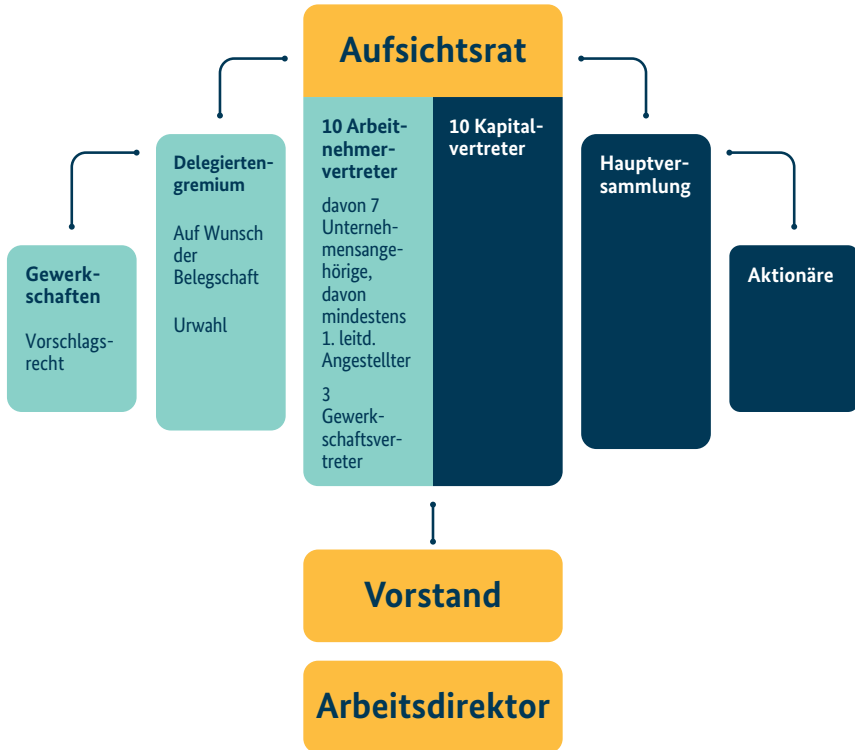 Aufsichtsrat
Gewerk-
schaften
Vorschlags-
recht
Delegierten-
gremium
Auf Wunsch
der
Belegschaft
Urwahl
10 Arbeit-
nehmer-
vertreter
davon 7
Unterneh-
mensange-
hörige,
davon
mindestens
1. leitd.
Angestellter
3
Gewerk-
schaftsver-
treter
10 Kapital-
vertreter
Hauptver-
sammlung
Aktionäre
Vorstand
Arbeitsdirektor